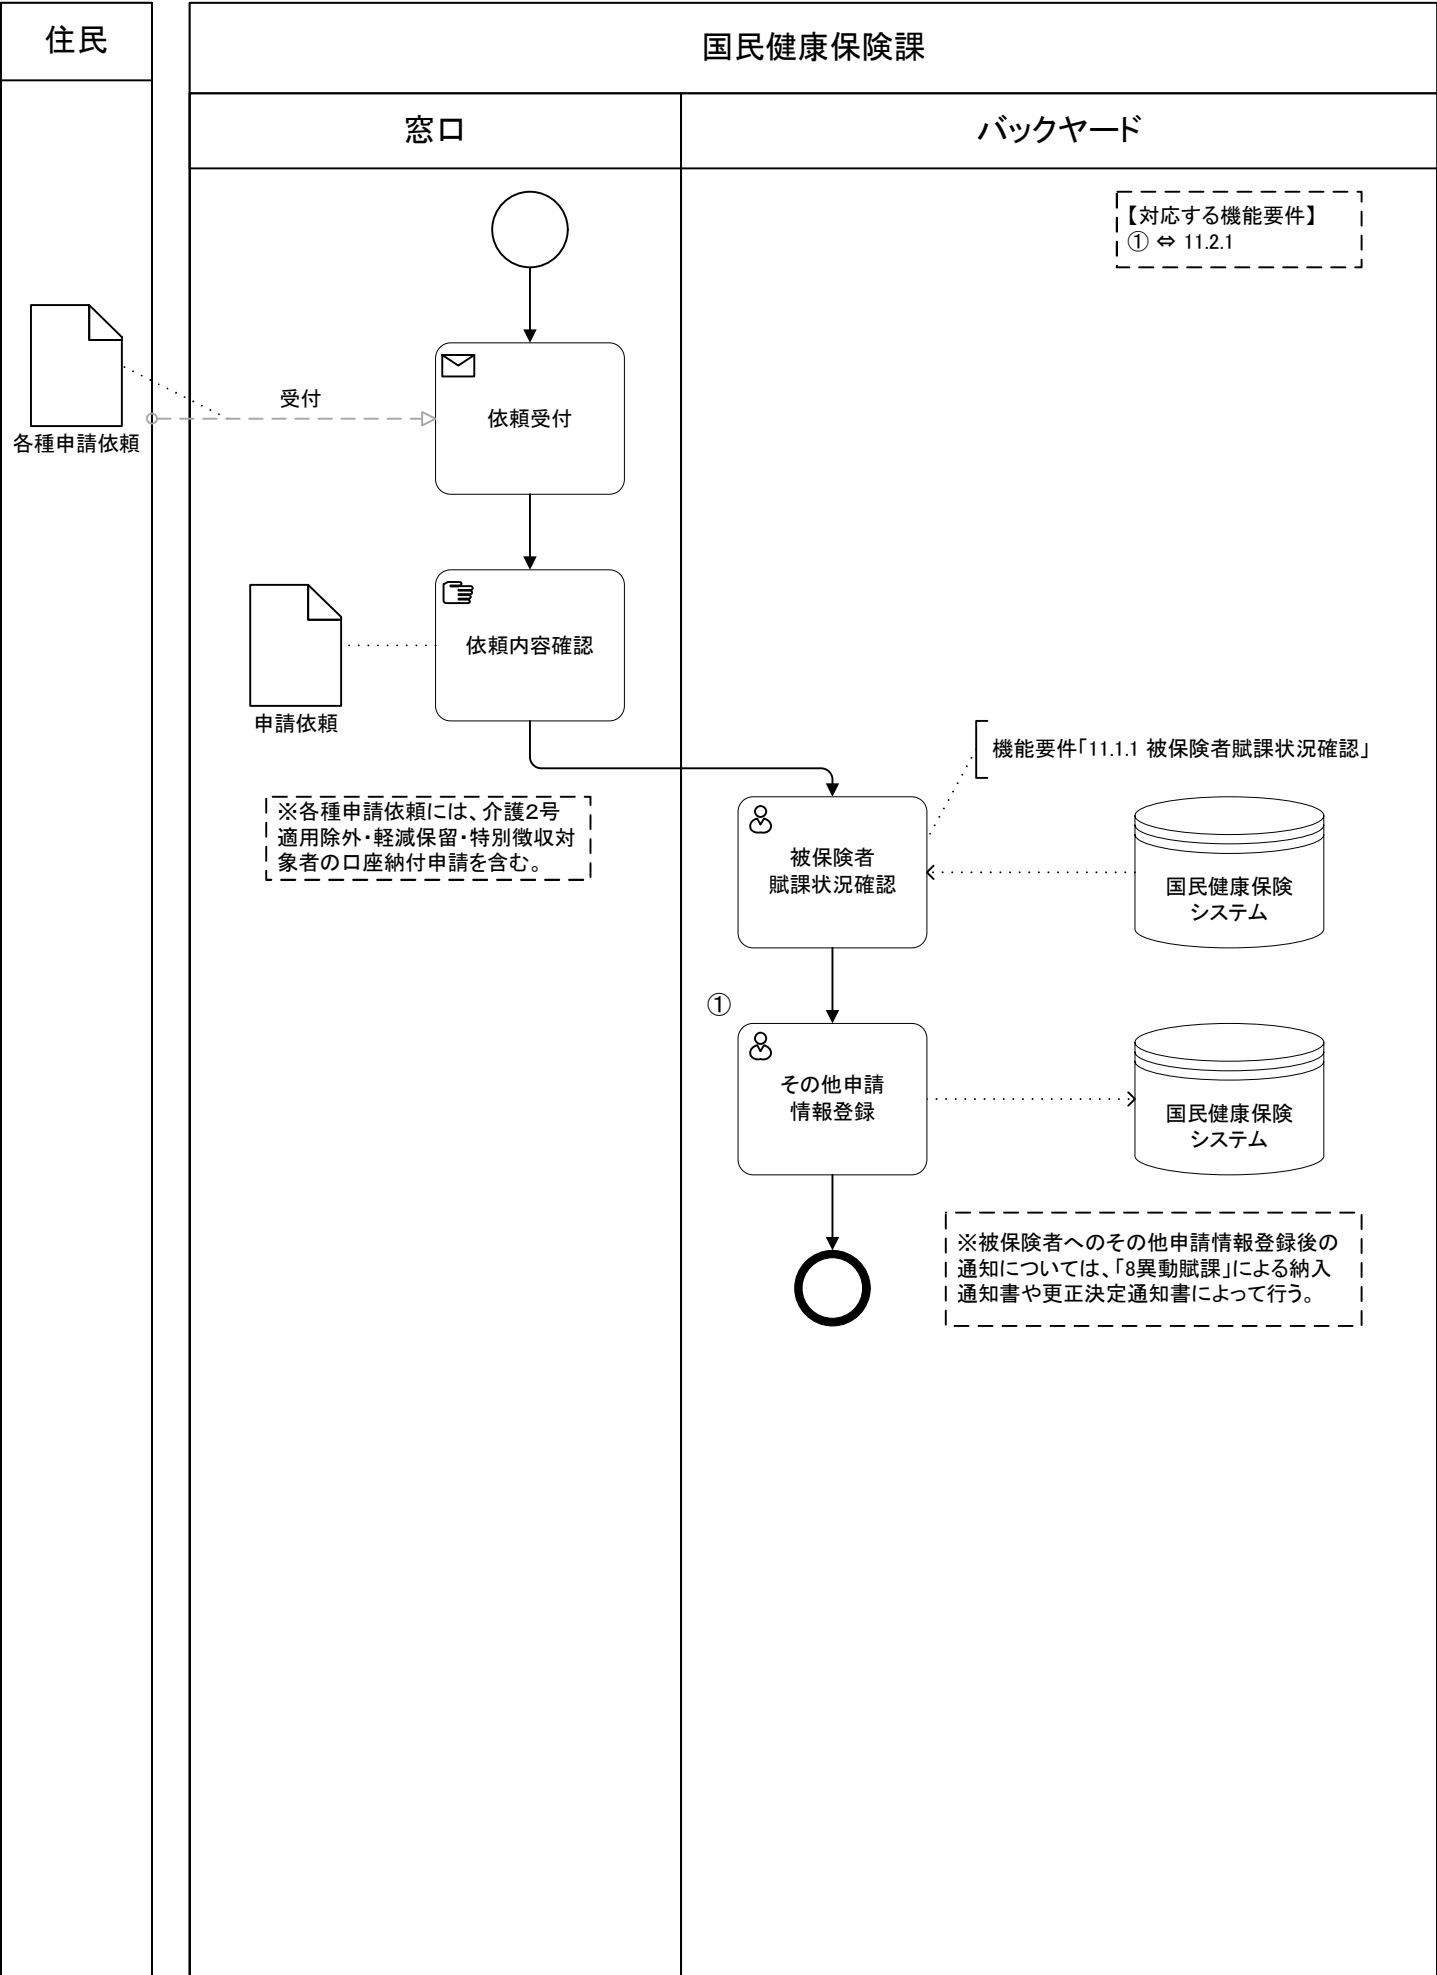 住民
国民健康保険課
窓口
バックヤード
【対応する機能要件】
① ⇔ 11.2.1
受付
依頼受付
各種申請依頼
依頼内容確認
申請依頼
機能要件「11.1.1 被保険者賦課状況確認」
※各種申請依頼には、介護2号
適用除外・軽減保留・特別徴収対
象者の口座納付申請を含む。
被保険者
賦課状況確認
国民健康保険
システム
①
その他申請
情報登録
国民健康保険
システム
※被保険者へのその他申請情報登録後の
通知については、「8異動賦課」による納入
通知書や更正決定通知書によって行う。